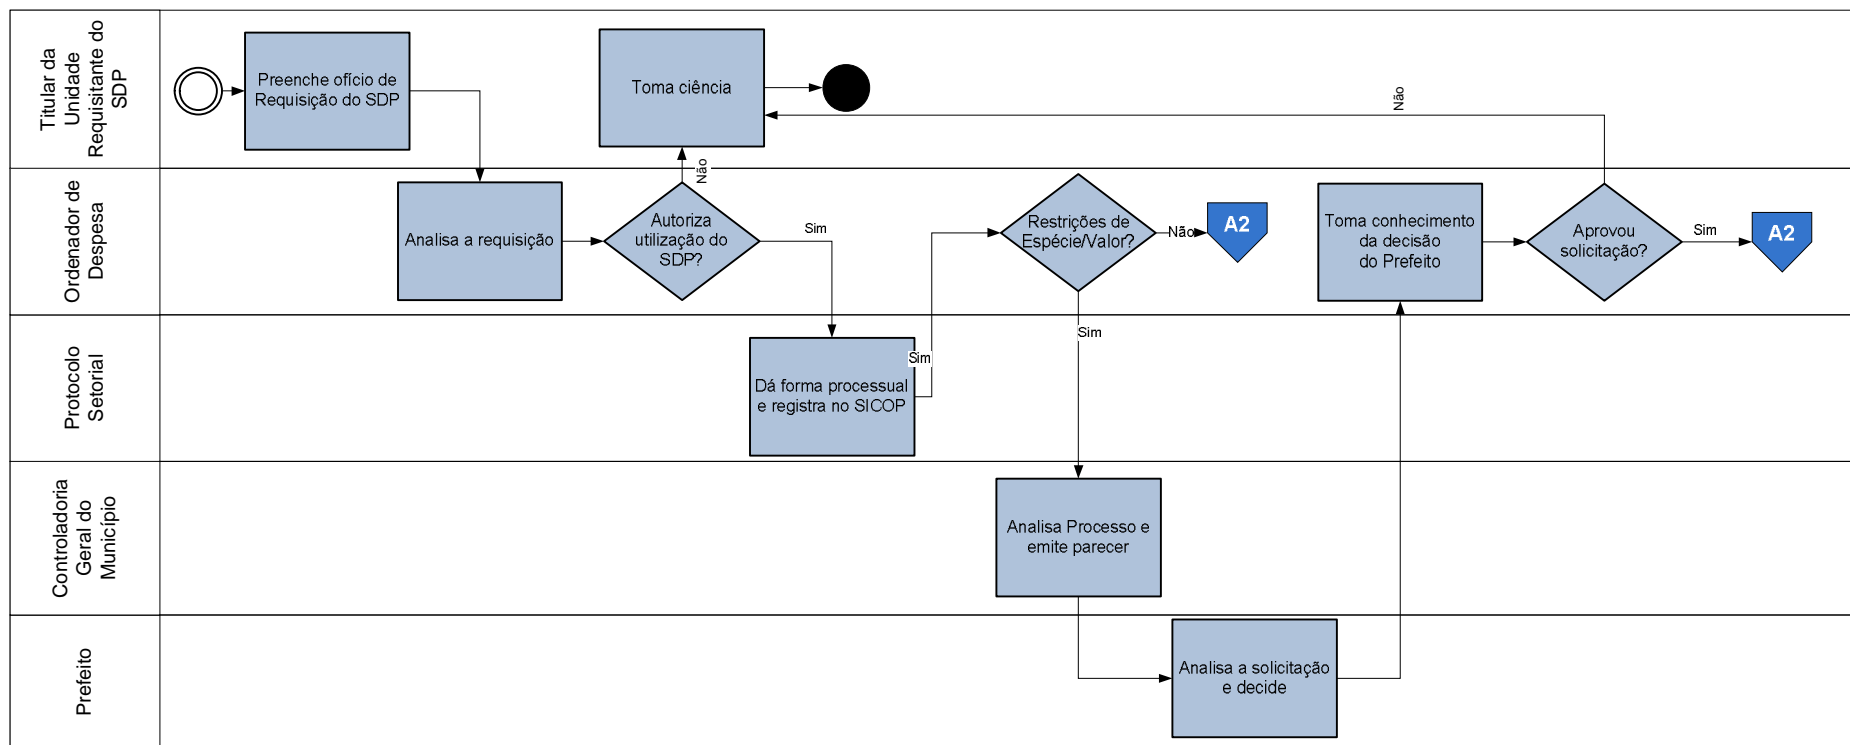 Titular da
Unidade
Requisitante do
SDP
Preenche ofício de
Requisição do SDP
Toma ciência
Não
Não
Ordenador de
Despesa
Analisa a requisição
Autoriza
utilização do
SDP?
Sim
Restrições de
Espécie/Valor?
Não
A2
Toma conhecimento
da decisão
do Prefeito
Aprovou
solicitação?
Sim
A2
Protocolo
Setorial
Dá forma processual
e registra no SICOP
Sim
Sim
Controladoria
Geral do
Município
Analisa Processo e
emite parecer
Prefeito
Analisa a solicitação
e decide